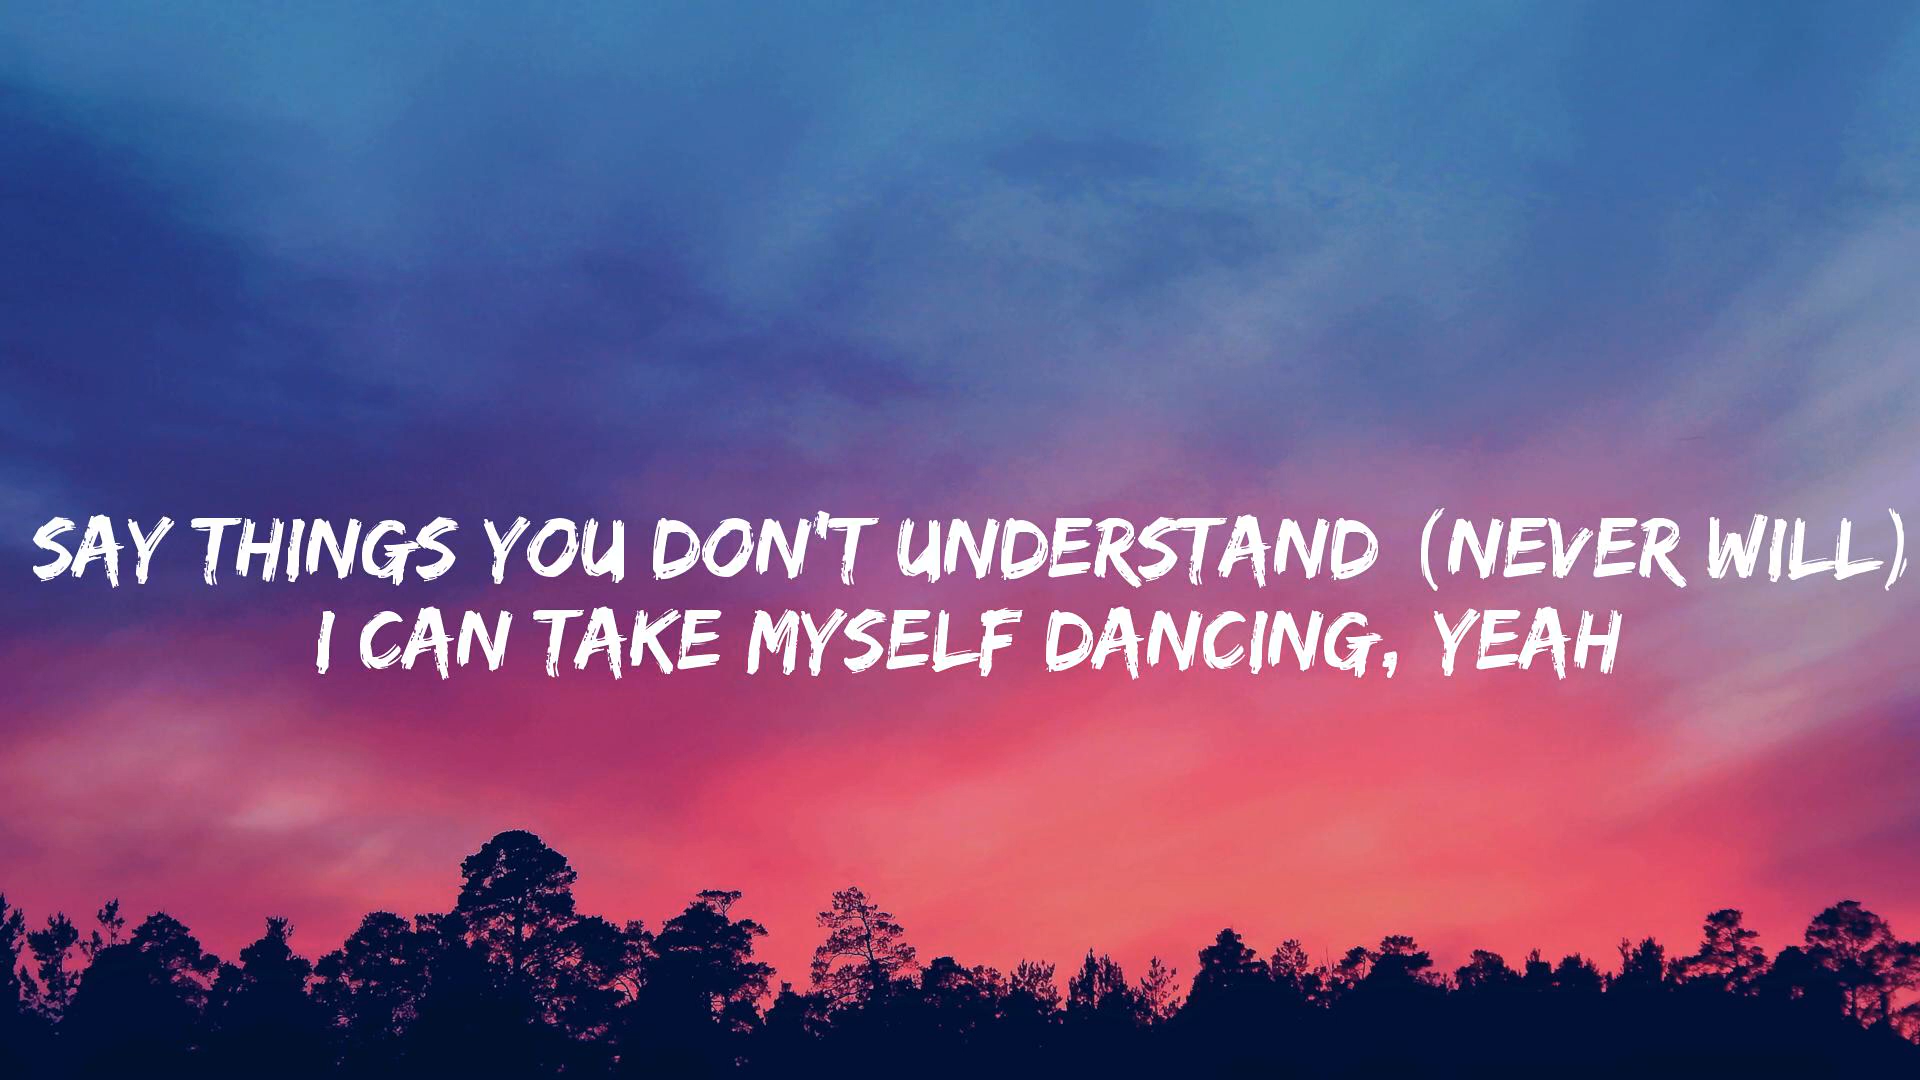 SAY THINGS YOU DON'T UNDERSTAND (NEVER WILL)
I CAN TAKE MYSELF DANCING, YEAH